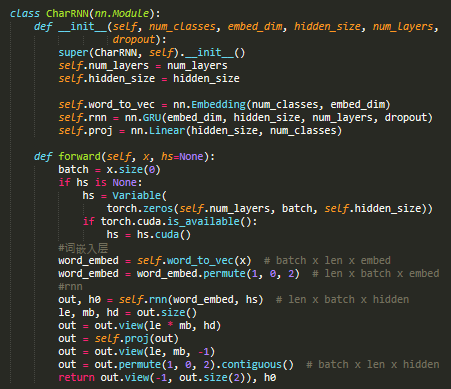 class CharRNN(nn.Module):
    def __init__(self, num_classes, embed_dim, hidden_size, num_layers,
                 dropout):
        super(CharRNN, self).__init__()
        self.num_layers = num_layers
        self.hidden_size = hidden_size

        self.word_to_vec = nn.Embedding(num_classes, embed_dim)
        self.rnn = nn.GRU(embed_dim, hidden_size, num_layers, dropout)
        self.proj = nn.Linear(hidden_size, num_classes)

    def forward(self, x, hs=None):
        batch = x.size(0)
        if hs is None:
            hs = Variable(
                torch.zeros(self.num_layers, batch, self.hidden_size))
            if torch.cuda.is_available():
                hs = hs.cuda()
        #词嵌入层
        word_embed = self.word_to_vec(x)  # batch x len x embed
        word_embed = word_embed.permute(1, 0, 2)  # len x batch x embed
        #rnn
        out, h0 = self.rnn(word_embed, hs)  # len x batch x hidden
        le, mb, hd = out.size()
        out = out.view(le * mb, hd)
        out = self.proj(out)
        out = out.view(le, mb, -1)
        out = out.permute(1, 0, 2).contiguous()  # batch x len x hidden
        return out.view(-1, out.size(2)), h0